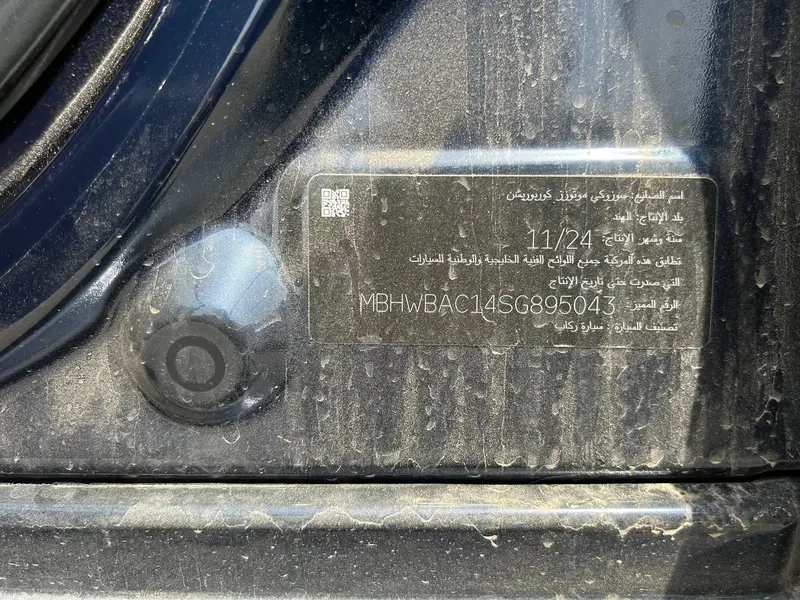 اسم الصانع: سوزوكي موتورز كوربوريشن
بلد الإنتاج: الهند
سنة وشهر الإنتاج: 11/24
تطابق هذه المركبة جميع اللوائح الفنية الخليجية والوطنية للسيارات
التي صدرت حتى تاريخ الإنتاج
الرقم المميز: MBHWBAC14SG895043
تصنيف السيارة : سيارة ركاب